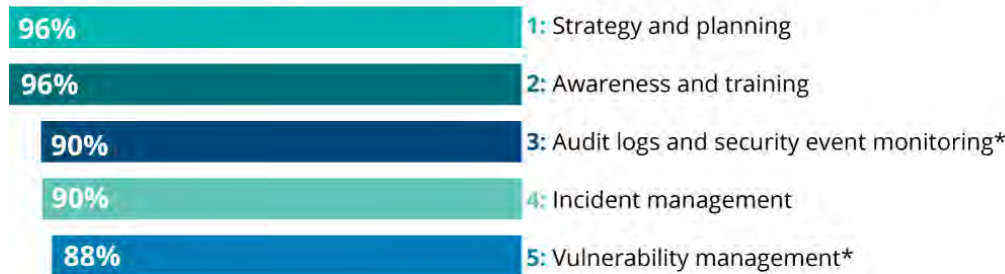 96% 1: Strategy and planning
96% 2: Awareness and training
90% 3: Audit logs and security event monitoring*
90% 4: Incident management
88% 5: Vulnerability management*